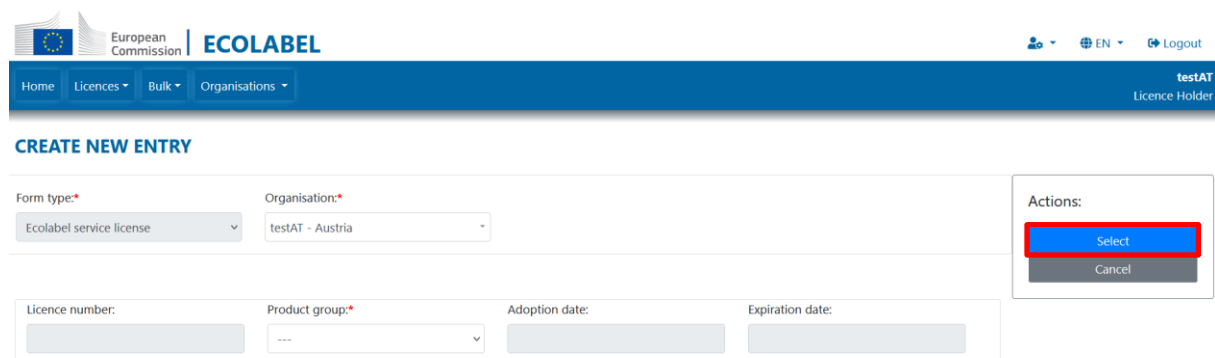 European
Commission
ECOLABEL
EN
Logout
Home Licences Bulk Organisations
testAT
Licence Holder
CREATE NEW ENTRY
Form type:* Organisation:*
Ecolabel service license testAT - Austria
Actions:
Select
Cancel
Licence number: Product group:* Adoption date: Expiration date:
---